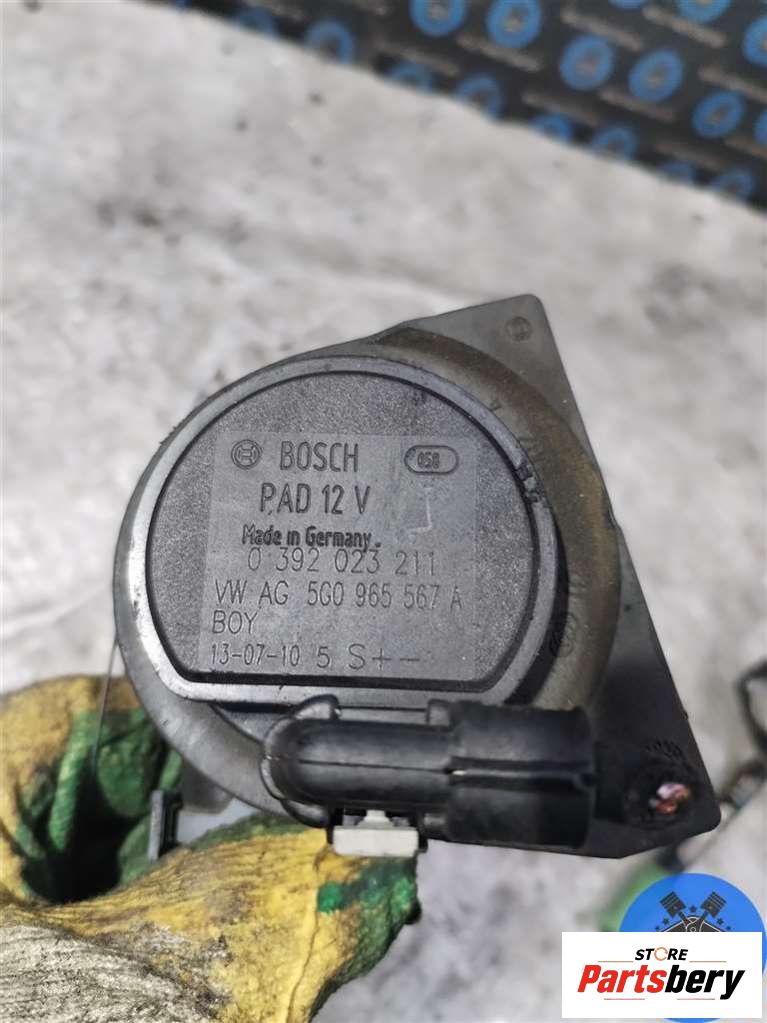 BOSCH 058
PAD 12 V
Made in Germany.
0 392 023 211
VW AG 5G0 965 567 A
BOY
13-07-10 5 S+-
STORE
Partsbery